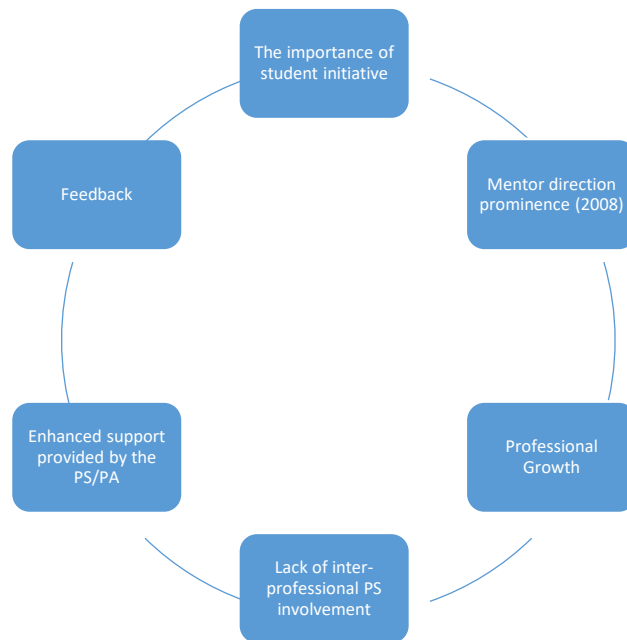 The importance of
student initiative
Mentor direction
prominence (2008)
Professional
Growth
Lack of inter-
professional PS
involvement
Enhanced support
provided by the
PS/PA
Feedback